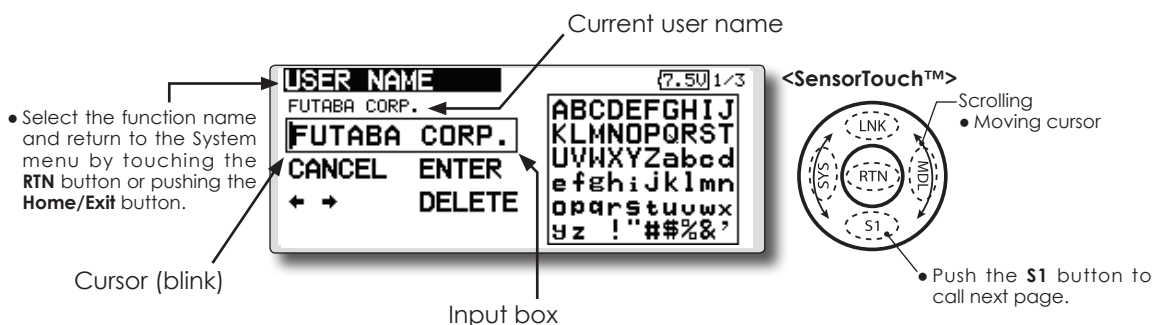 Current user name
USER NAME
7.5V 1/3
FUTABA CORP.
FUTABA CORP.
CANCEL ENTER
← → DELETE
ABCDEFGHIJ
KLMNOPQRST
UVWXYZabcd
efghijklmn
opqrstuvwx
yz !"#$%&’
● Select the function name
and return to the System
menu by touching the
RTN button or pushing the
Home/Exit button.
Cursor (blink)
Input box
<SensorTouch™>
Scrolling
● Moving cursor
LNK
SYS
RTN
MDL
S1
● Push the S1 button to
call next page.